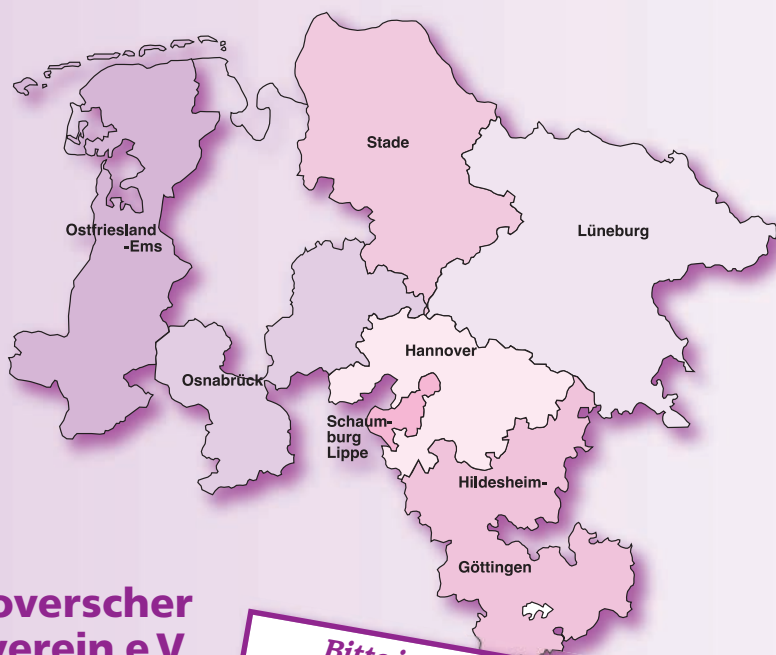 Stade
Ostfriesland
-Ems
Lüneburg
Hannover
Osnabrück
Schaum-
burg
Lippe
Hildesheim-
Göttingen
overscher
verein e.V.
Bitte i